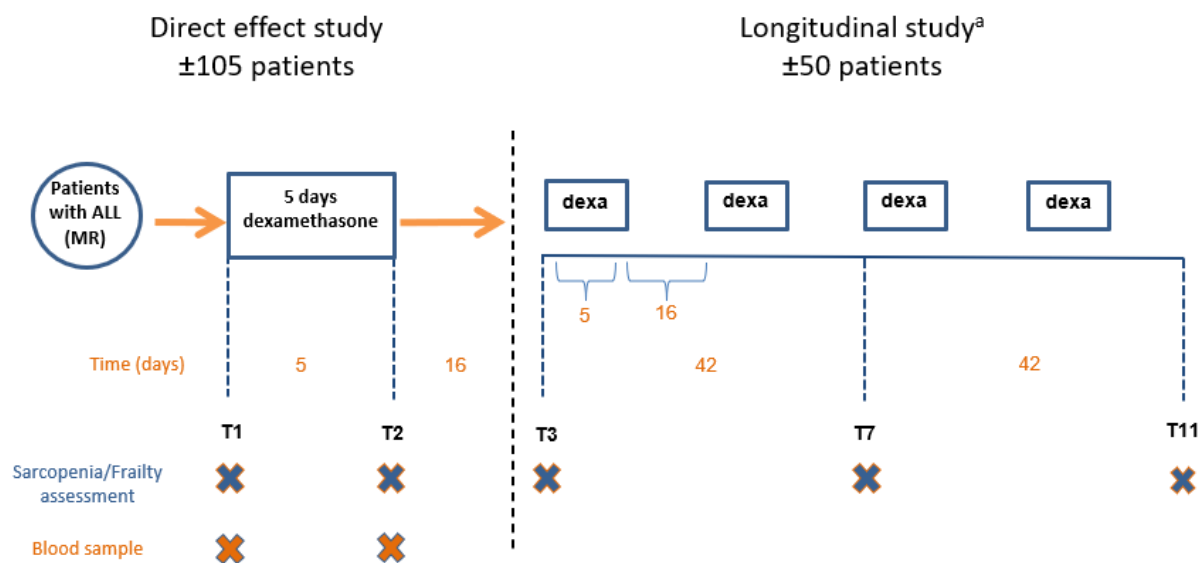 Direct effect study
±105 patients
Longitudinal studyᵃ
±50 patients
Patients
with ALL
(MR)
5 days
dexamethasone
dexa
dexa
dexa
dexa
5
16
Time (days)
5
16
42
42
T1
T2
T3
T7
T11
Sarcopenia/Frailty
assessment
Blood sample